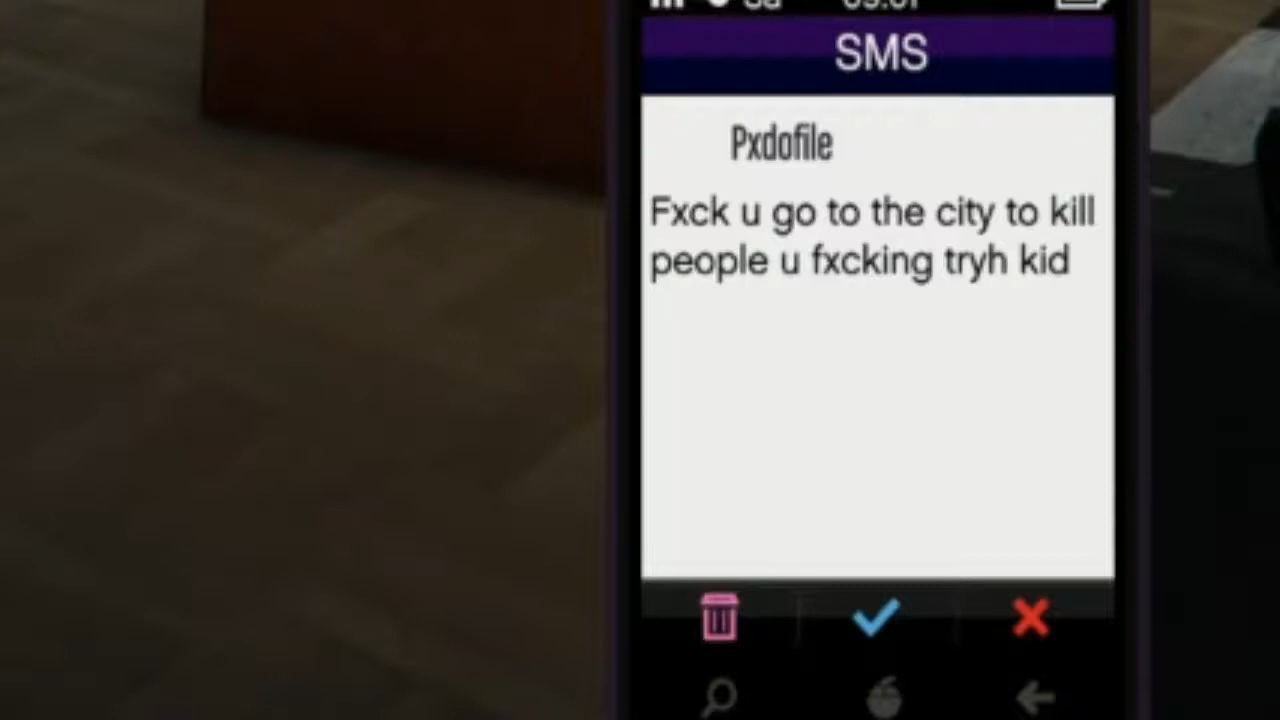 SMS
Pxdofile
Fxck u go to the city to kill
people u fxcking tryh kid